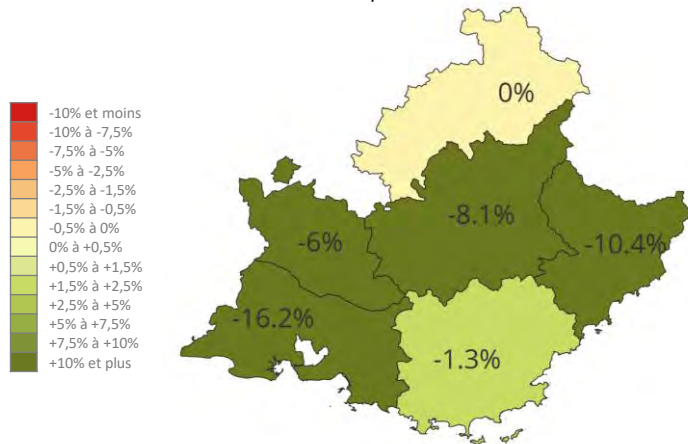 0%
-10% et moins
-10% à -7,5%
-7,5% à -5%
-5% à -2,5%
-2,5% à -1,5%
-1,5% à -0,5%
-0,5% à 0%
0% à +0,5%
+0,5% à +1,5%
+1,5% à +2,5%
+2,5% à +5%
+5% à +7,5%
+7,5% à +10%
+10% et plus
-8.1%
-6%
-10.4%
-16.2%
-1.3%